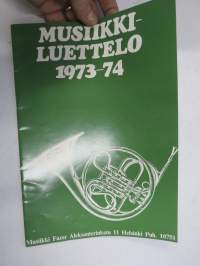 MUSIIKKI-
LUETTELO
1973-74
Musiikki Fazer Aleksanterinkatu 11 Helsinki Puh. 10751